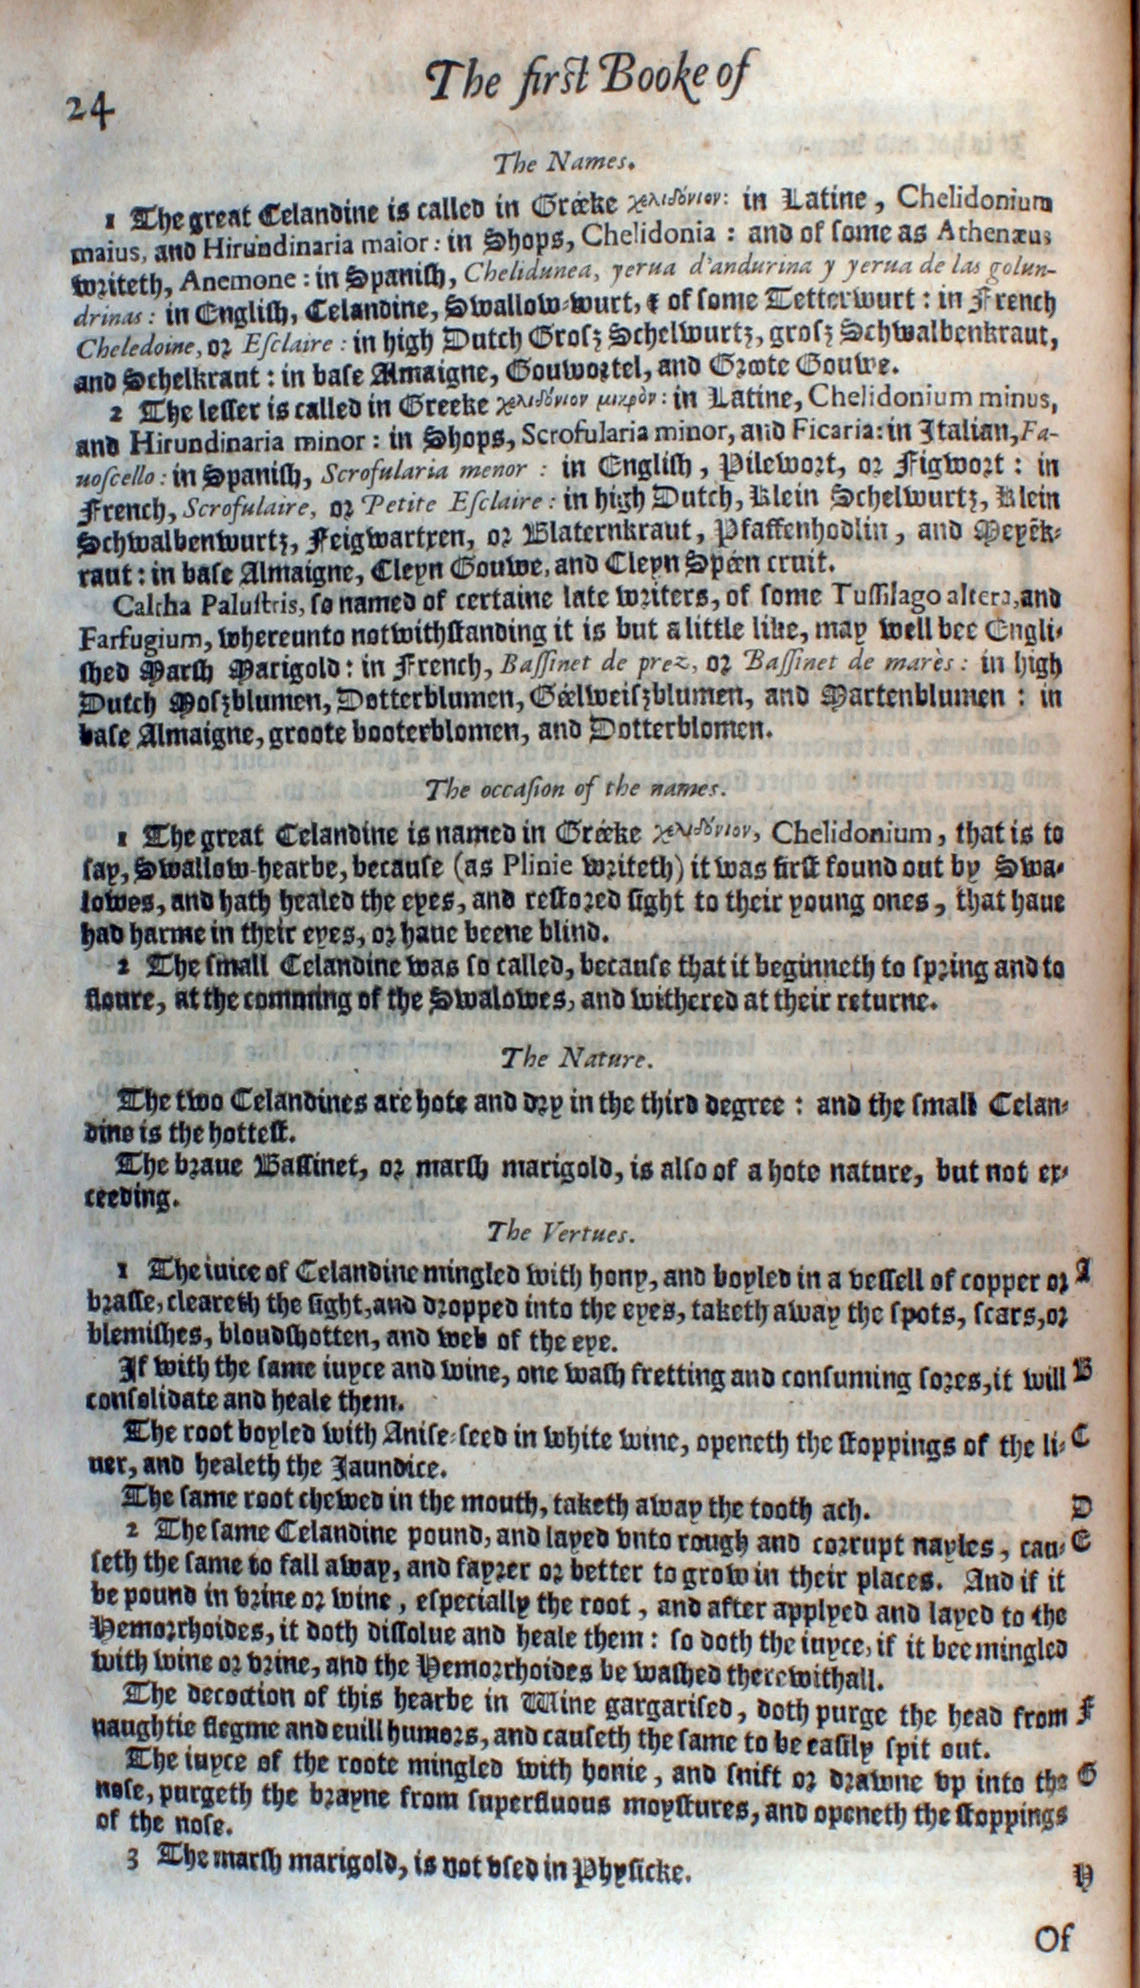 24
The first Booke of
The Names.
1 The great Celandine is called in Gréeke χελιδόνιον: in Latine, Chelidonium
maius, and Hirundinaria maior: in Shops, Chelidonia : and of some as Athenæus
writeth, Anemone : in Spanish, Chelidunea, yerua d'andurina y yerua de las golun-
drinas: in English, Celandine, Swallow-wurt, & of some Tetterwurt : in French
Cheledoine, or Esclaire : in high Dutch Grosz Schelwurtz, grosz Schwalbenkraut,
and Schelkraut : in base Almaigne, Gouwortel, and Groote Gouwe.
2 The lesser is called in Greeke χελιδόνιον μικρὸν: in Latine, Chelidonium minus,
and Hirundinaria minor : in Shops, Scrofularia minor, and Ficaria: in Italian, Fa-
uoscello : in Spanish, Scrofularia menor : in English, Pilewort, or Figwort : in
French, Scrofulaire, or Petite Esclaire : in high Dutch, Klein Schelwurtz, Klein
Schwalbenwurtz, Feigwartzen, or Blaternkraut, Pfaffenhodlin, and Meyẽk-
raut : in base Almaigne, Cleyn Gouwe, and Cleyn Spéen cruit.
Caltha Palustris, so named of certaine late writers, of some Tussilago altera, and
Farfugium, whereunto notwithstanding it is but a little like, may well bee Engli-
shed Marsh Marigold : in French, Bassinet de prez, or Bassinet de marès : in high
Dutch Moszblumen, Dotterblumen, Géelweiszblumen, and Martenblumen : in
base Almaigne, groote booterblomen, and Dotterblomen.
The occasion of the names.
1 The great Celandine is named in Gréeke χελιδόνιον, Chelidonium, that is to
say, Swallow-hearbe, because (as Plinie writeth) it was first found out by Swa-
lowes, and hath healed the eyes, and restored sight to their young ones, that haue
had harme in their eyes, or haue beene blind.
2 The small Celandine was so called, because that it beginneth to spring and to
floure, at the comming of the Swalowes, and withered at their returne.
The Nature.
The two Celandines are hote and dry in the third degree : and the small Celan-
dine is the hottest.
The braue Bassinet, or marsh marigold, is also of a hote nature, but not ex-
ceeding.
The Vertues.
1 The iuice of Celandine mingled with hony, and boyled in a vessell of copper or A
brasse, cleareth the sight, and dropped into the eyes, taketh away the spots, scars, or
blemishes, bloudshotten, and web of the eye.
If with the same iuyce and wine, one wash fretting and consuming sores, it will B
consolidate and heale them.
The root boyled with Anise-seed in white wine, openeth the stoppings of the li- C
uer, and healeth the Jaundice.
The same root chewed in the mouth, taketh away the tooth ach. D
2 The same Celandine pound, and layed vnto rough and corrupt nayles, cau- E
seth the same to fall away, and fayrer or better to grow in their places. And if it
be pound in vrine or wine, especially the root, and after applyed and layed to the
Hemorrhoides, it doth dissolue and heale them : so doth the iuyce, if it bee mingled
with wine or vrine, and the Hemorrhoides be washed therewithall.
The decoction of this hearbe in Wine gargarised, doth purge the head from F
naughtie flegme and euill humors, and causeth the same to be easily spit out.
The iuyce of the roote mingled with honie, and snift or drawne vp into the G
nose, purgeth the brayne from superfluous moystures, and openeth the stoppings
of the nose.
3 The marsh marigold, is not vsed in Physicke. H
Of